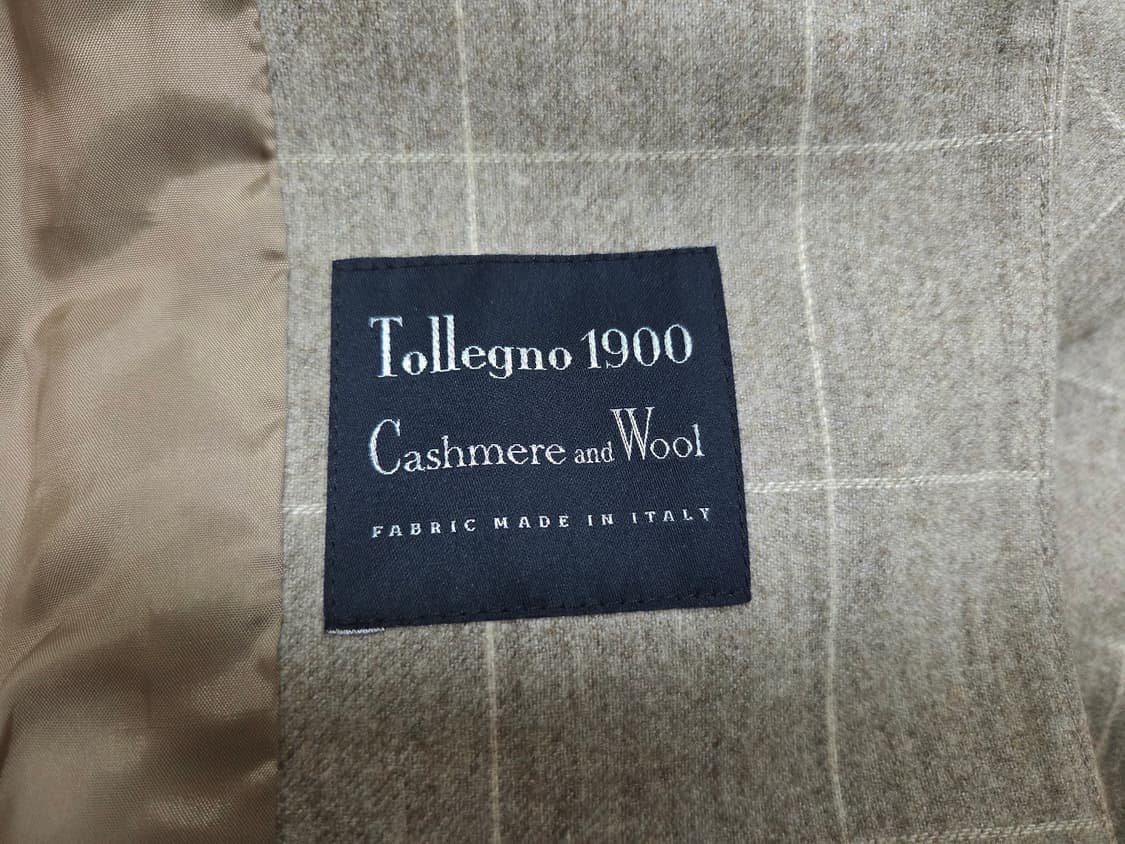 Tollegno 1900
Cashmere and Wool
FABRIC MADE IN ITALY